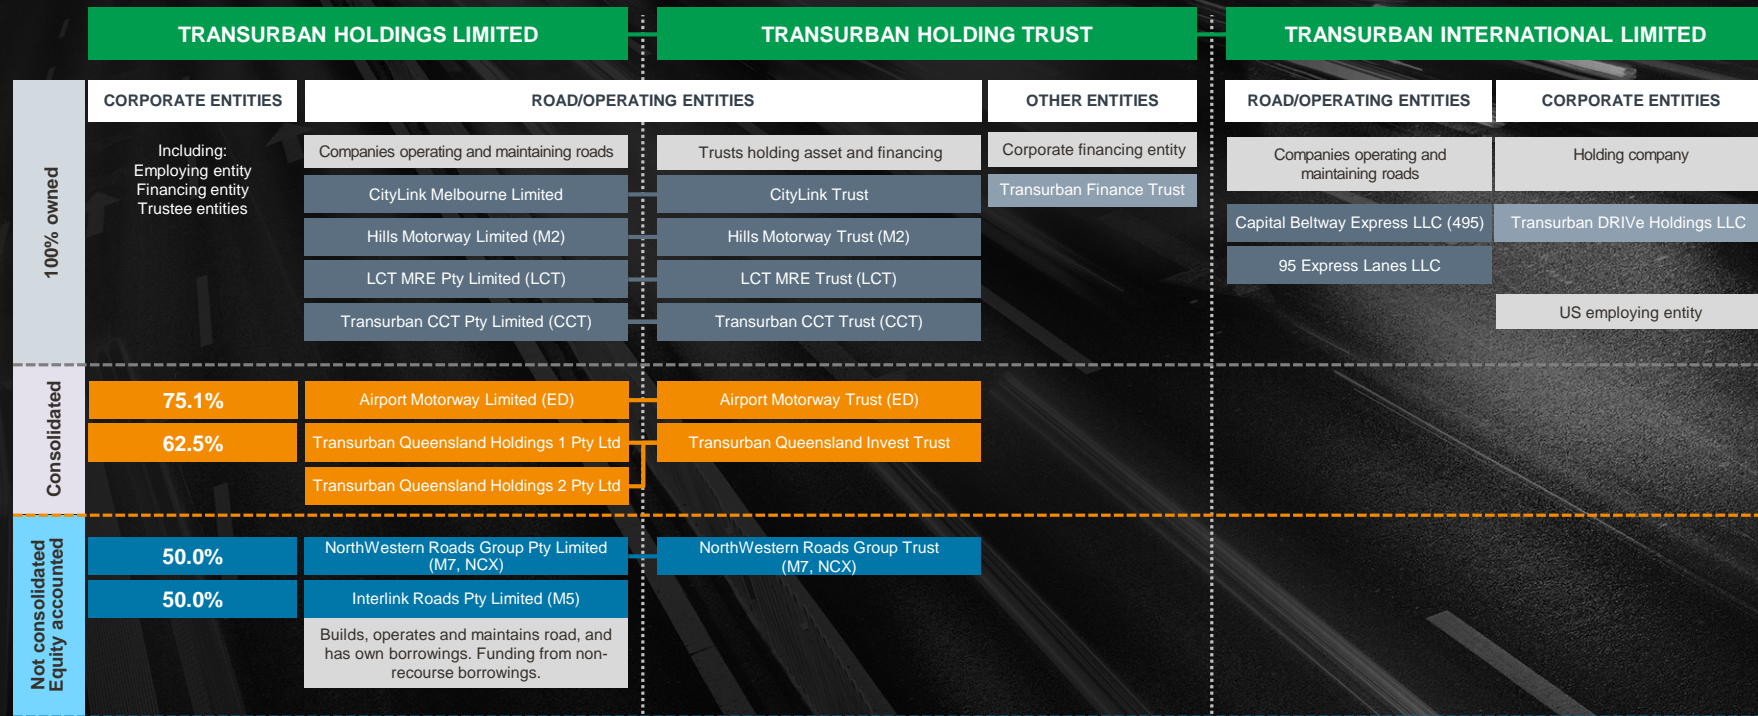 TRANSURBAN HOLDINGS LIMITED
TRANSURBAN HOLDING TRUST
TRANSURBAN INTERNATIONAL LIMITED
CORPORATE ENTITIES
ROAD/OPERATING ENTITIES
OTHER ENTITIES
ROAD/OPERATING ENTITIES
CORPORATE ENTITIES
100% owned
Including:
Employing entity
Financing entity
Trustee entities
Companies operating and maintaining roads
Trusts holding asset and financing
Corporate financing entity
Companies operating and
maintaining roads
Holding company
CityLink Melbourne Limited
CityLink Trust
Transurban Finance Trust
Hills Motorway Limited (M2)
Hills Motorway Trust (M2)
Capital Beltway Express LLC (495)
Transurban DRIVe Holdings LLC
LCT MRE Pty Limited (LCT)
LCT MRE Trust (LCT)
95 Express Lanes LLC
Transurban CCT Pty Limited (CCT)
Transurban CCT Trust (CCT)
US employing entity
Consolidated
75.1%
Airport Motorway Limited (ED)
Airport Motorway Trust (ED)
62.5%
Transurban Queensland Holdings 1 Pty Ltd
Transurban Queensland Invest Trust
Transurban Queensland Holdings 2 Pty Ltd
Not consolidated
Equity accounted
50.0%
NorthWestern Roads Group Pty Limited
(M7, NCX)
NorthWestern Roads Group Trust
(M7, NCX)
50.0%
Interlink Roads Pty Limited (M5)
Builds, operates and maintains road, and
has own borrowings. Funding from non-
recourse borrowings.